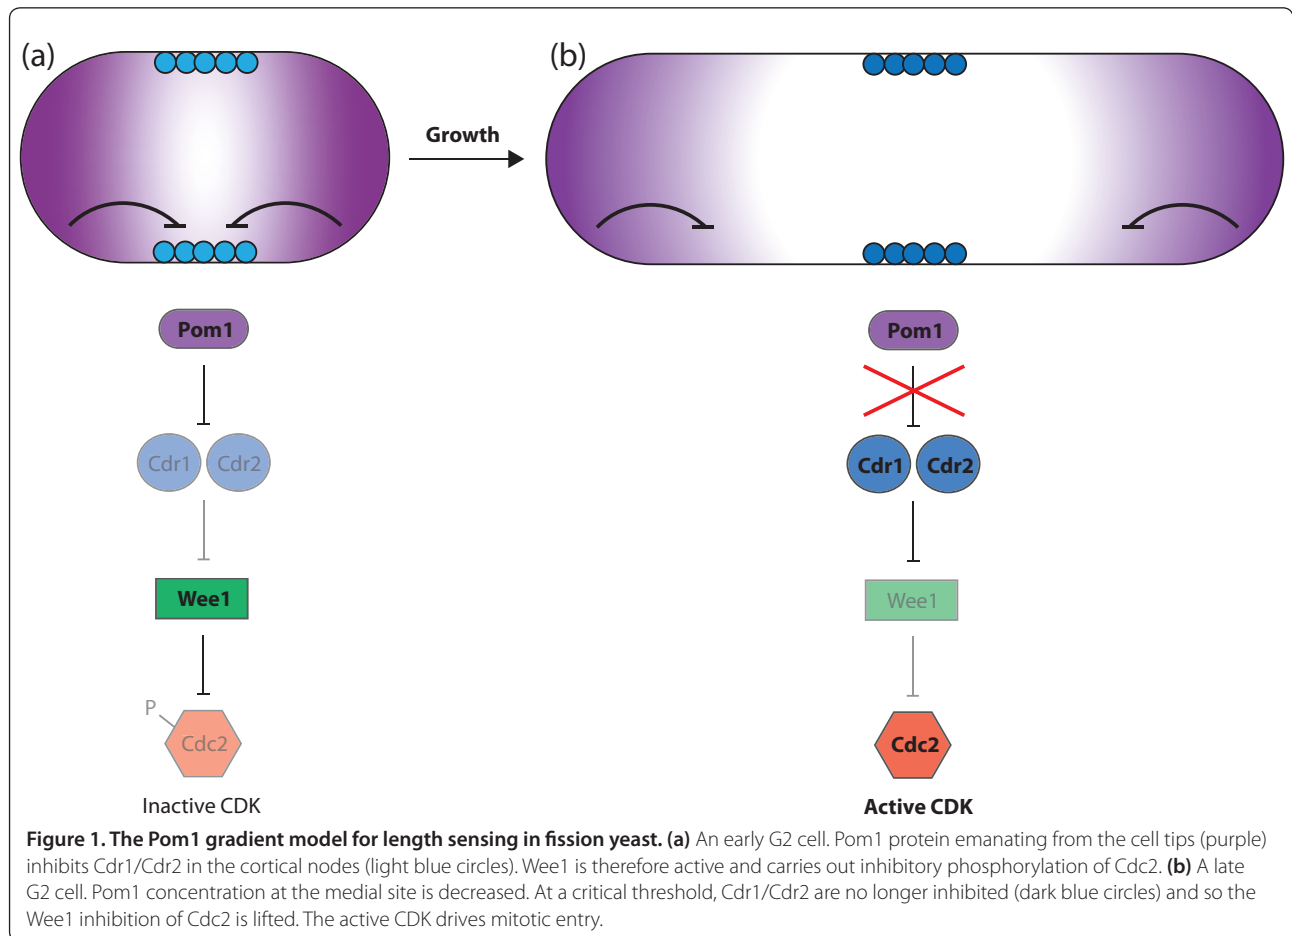 (a)
(b)
Growth
Pom1
Pom1
Cdr1 Cdr2
Cdr1 Cdr2
Wee1
Wee1
P
Cdc2
Cdc2
Inactive CDK
Active CDK
Figure 1. The Pom1 gradient model for length sensing in fission yeast. (a) An early G2 cell. Pom1 protein emanating from the cell tips (purple)
inhibits Cdr1/Cdr2 in the cortical nodes (light blue circles). Wee1 is therefore active and carries out inhibitory phosphorylation of Cdc2. (b) A late
G2 cell. Pom1 concentration at the medial site is decreased. At a critical threshold, Cdr1/Cdr2 are no longer inhibited (dark blue circles) and so the
Wee1 inhibition of Cdc2 is lifted. The active CDK drives mitotic entry.